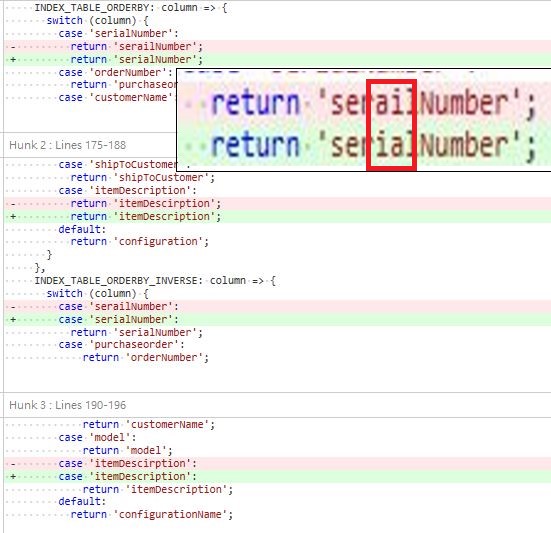 INDEX_TABLE_ORDERBY: column => {
switch (column) {
case 'serialNumber':
- return 'serailNumber';
+ return 'serialNumber';
case 'orderNumber':
return 'purchaseor
case 'customerName':
return 'serailNumber';
return 'serialNumber';
Hunk 2 : Lines 175-188
case 'shipToCustomer':
return 'shipToCustomer';
case 'itemDescription':
- return 'itemDescirption';
+ return 'itemDescription';
default:
return 'configuration';
}
},
INDEX_TABLE_ORDERBY_INVERSE: column => {
switch (column) {
- case 'serailNumber':
+ case 'serialNumber':
return 'serialNumber';
case 'purchaseorder':
return 'orderNumber';
Hunk 3 : Lines 190-196
return 'customerName';
case 'model':
return 'model';
- case 'itemDescirption':
+ case 'itemDescription':
return 'itemDescription';
default:
return 'configurationName';